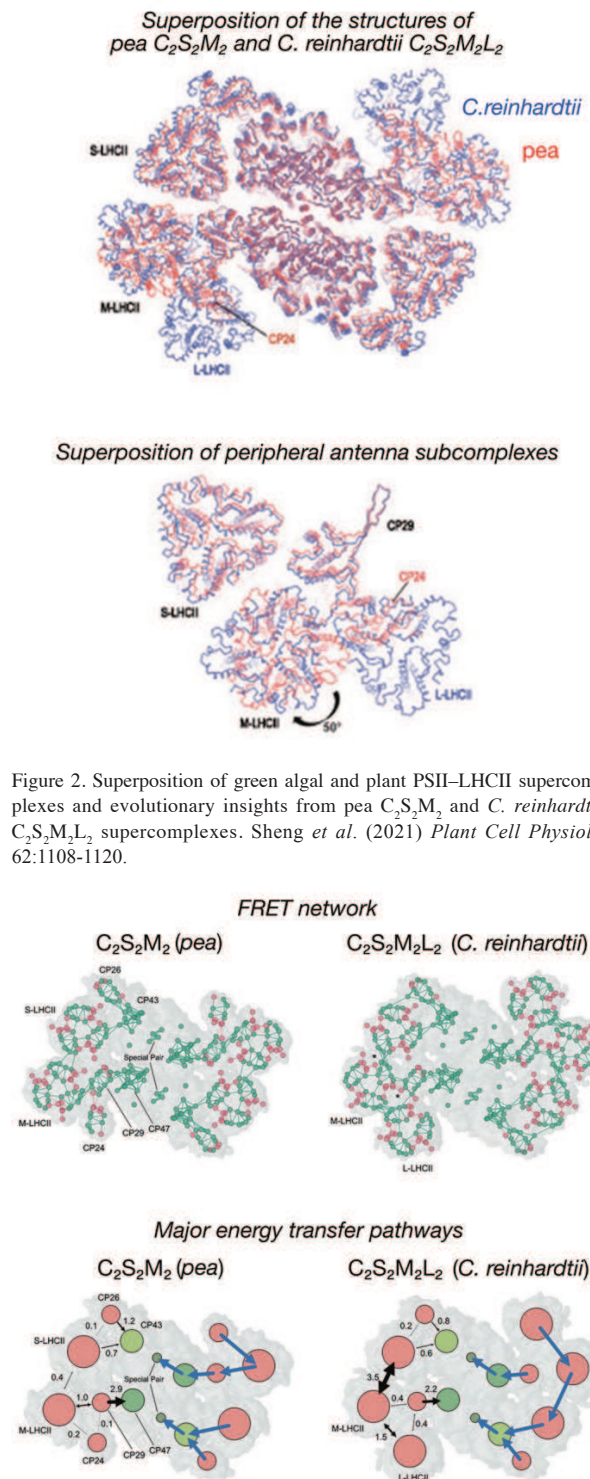 Superposition of the structures of
pea C₂S₂M₂ and C. reinhardtii C₂S₂M₂L₂
C.reinhardtii
S-LHCII
pea
M-LHCII
CP24
L-LHCII
Superposition of peripheral antenna subcomplexes
CP29
CP24
S-LHCII
L-LHCII
M-LHCII
50°
Figure 2. Superposition of green algal and plant PSII–LHCII supercom
plexes and evolutionary insights from pea C₂S₂M₂ and C. reinhardt
C₂S₂M₂L₂ supercomplexes. Sheng et al. (2021) Plant Cell Physiol
62:1108-1120.
FRET network
C₂S₂M₂ (pea) C₂S₂M₂L₂ (C. reinhardtii)
CP26
S-LHCII CP43
Special Pair
M-LHCII
CP24 CP29 CP47
M-LHCII
L-LHCII
Major energy transfer pathways
C₂S₂M₂ (pea) C₂S₂M₂L₂ (C. reinhardtii)
CP26
0.1 1.2 CP43
S-LHCII
0.7
0.4 2.9 Special Pair
1.0
M-LHCII 0.1
0.2
CP24 CP29 CP47
0.2 0.8
0.6
3.5
0.4 2.2
M-LHCII 0.4
1.5
L-LHCII